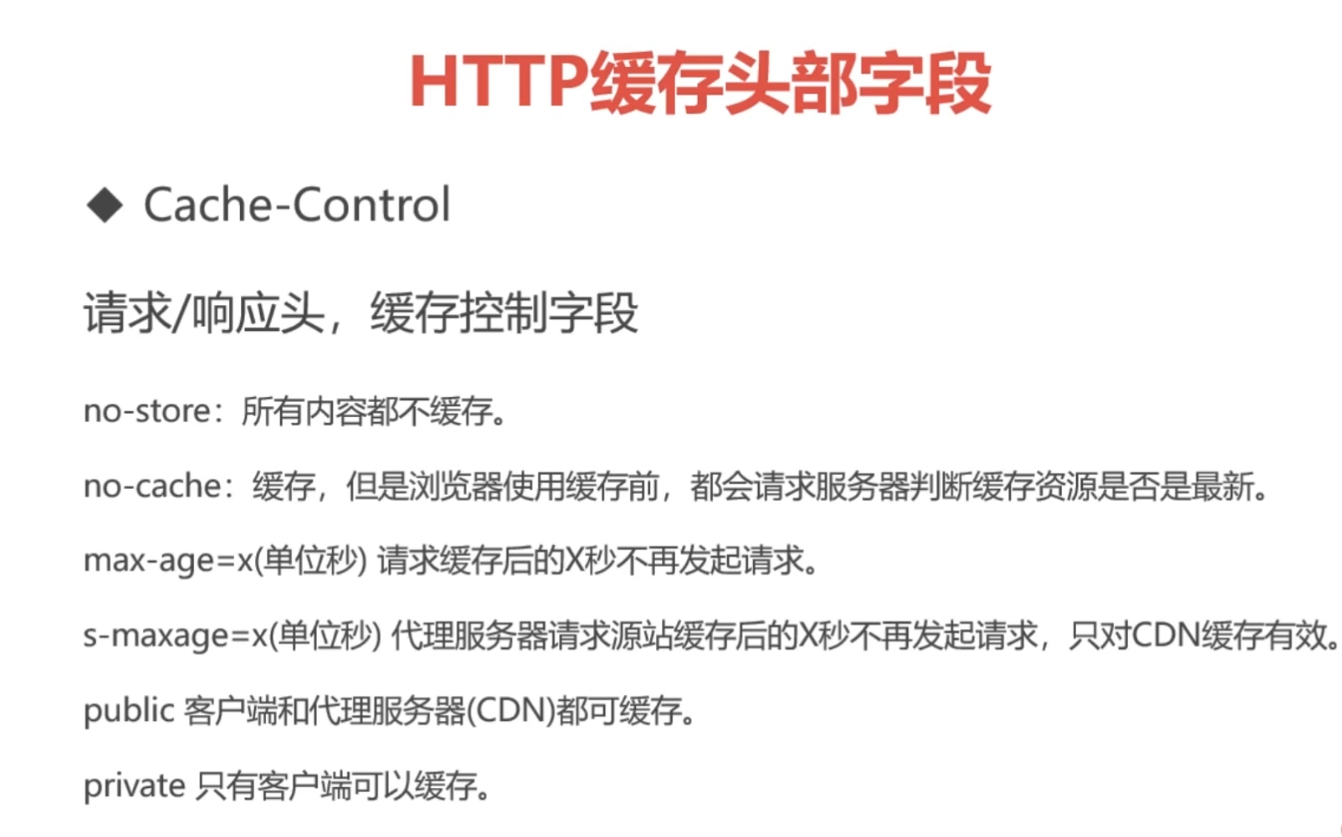 HTTP缓存头部字段
◆ Cache-Control
请求/响应头，缓存控制字段
no-store：所有内容都不缓存。
no-cache：缓存，但是浏览器使用缓存前，都会请求服务器判断缓存资源是否是最新。
max-age=x(单位秒) 请求缓存后的X秒不再发起请求。
s-maxage=x(单位秒) 代理服务器请求源站缓存后的X秒不再发起请求，只对CDN缓存有效。
public 客户端和代理服务器(CDN)都可缓存。
private 只有客户端可以缓存。